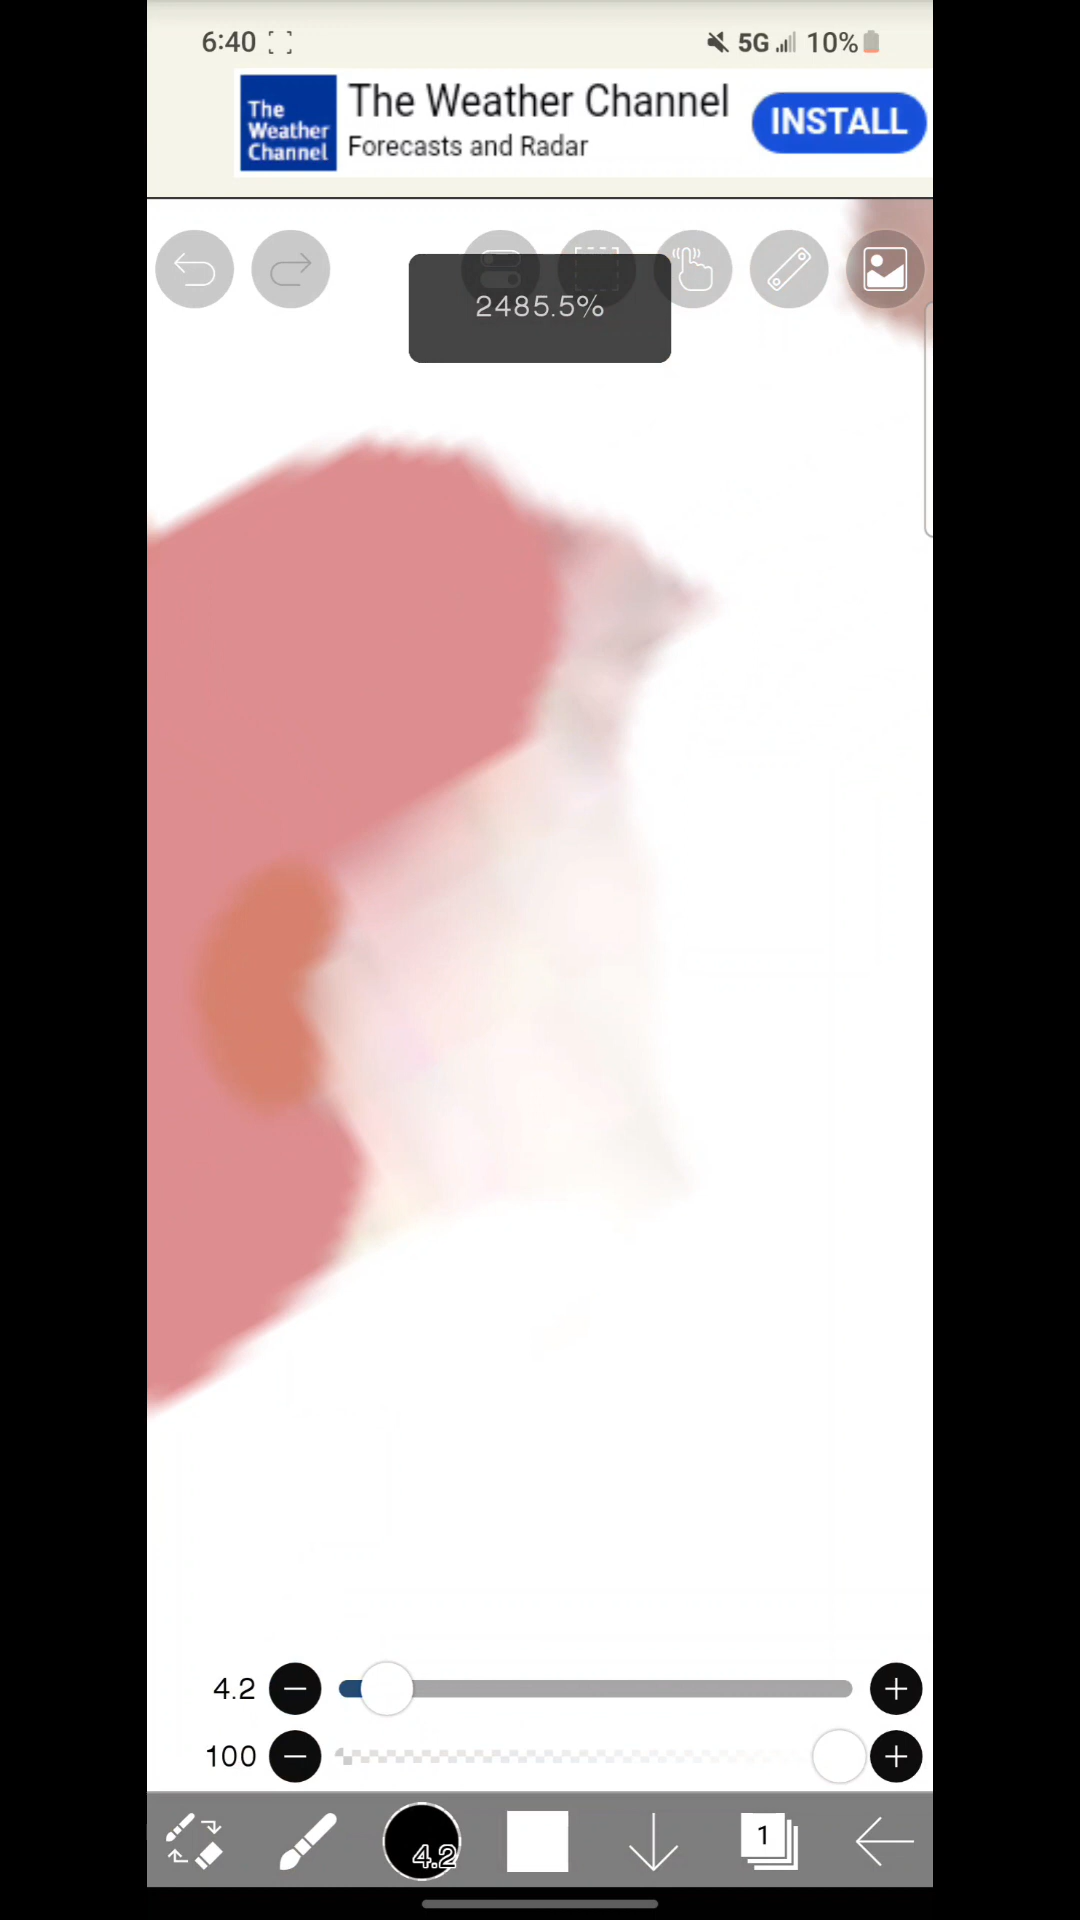 6:40
5G
10%
The
Weather
Channel
The Weather Channel
Forecasts and Radar
INSTALL
2485.5%
4.2
100
4.2
1